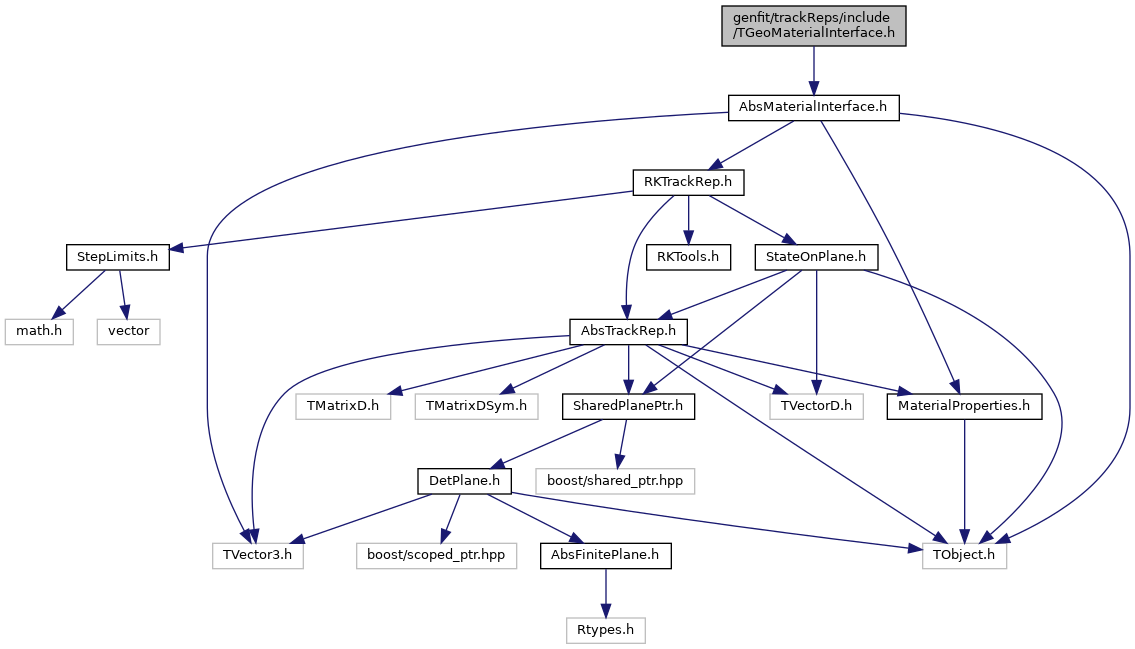 genfit/trackReps/include
/TGeoMaterialInterface.h
AbsMaterialInterface.h
RKTrackRep.h
StepLimits.h
RKTools.h
StateOnPlane.h
math.h
vector
AbsTrackRep.h
TMatrixD.h
TMatrixDSym.h
SharedPlanePtr.h
TVectorD.h
MaterialProperties.h
DetPlane.h
boost/shared_ptr.hpp
TVector3.h
boost/scoped_ptr.hpp
AbsFinitePlane.h
TObject.h
Rtypes.h